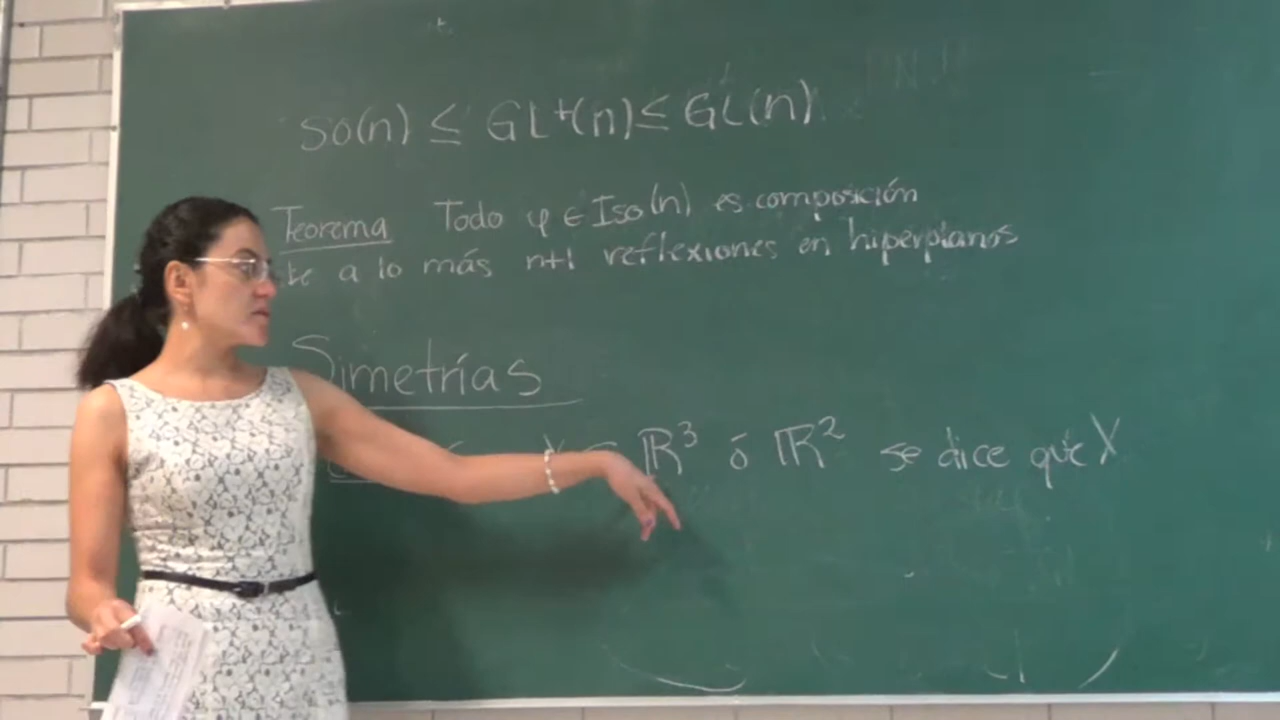 SO(n) ≤ GL⁺(n) ≤ GL(n)
Teorema Todo φ ∈ Iso(n) es composición
de a lo más n+1 reflexiones en hiperplanos
Simetrías
ℝ³ ó ℝ² se dice que X